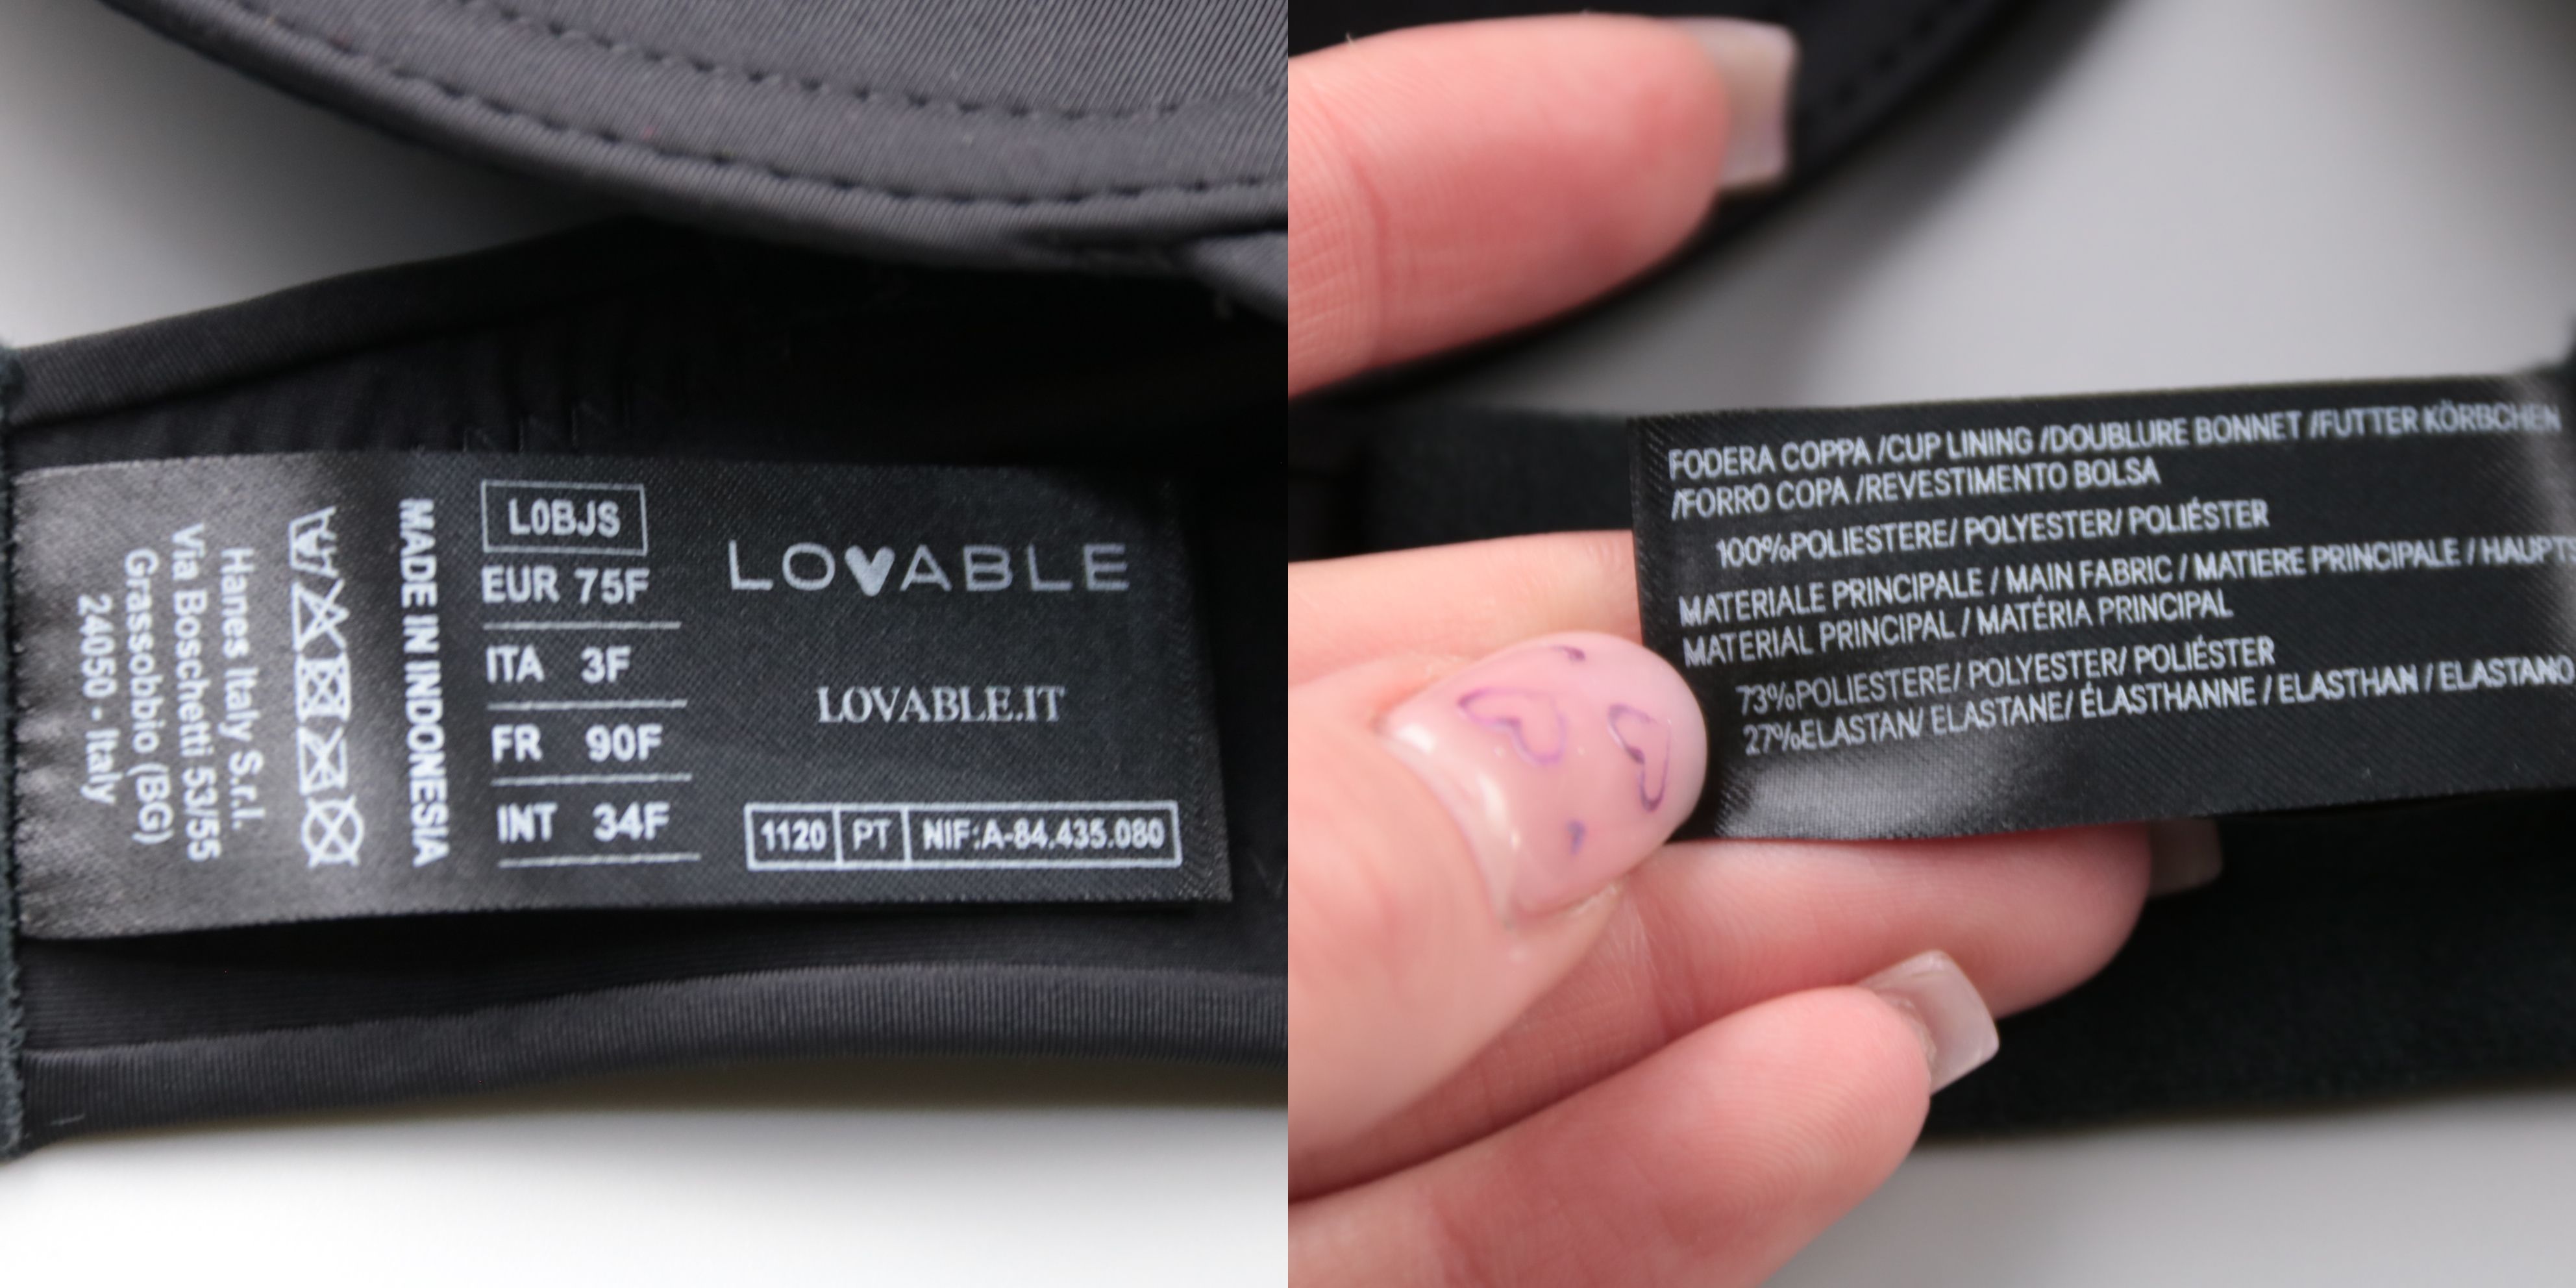 L0BJS
EUR 75F
ITA 3F
FR 90F
INT 34F
LOVABLE
LOVABLE.IT
1120 PT NIF:A-84.435.080
MADE IN INDONESIA
Hanes Italy S.r.l.
Via Boschetti 53/55
Grassobbio (BG)
24050 - Italy
FODERA COPPA /CUP LINING /DOUBLURE BONNET /FUTTER KÖRBCHEN
/FORRO COPA /REVESTIMENTO BOLSA
100%POLIESTERE/ POLYESTER/ POLIÉSTER
MATERIALE PRINCIPALE / MAIN FABRIC / MATIERE PRINCIPALE /
MATERIAL PRINCIPAL / MATÉRIA PRINCIPAL
73%POLIESTERE/ POLYESTER/ POLIÉSTER
27%ELASTAN/ ELASTANE/ ÉLASTHANNE / ELASTHAN / ELASTANO